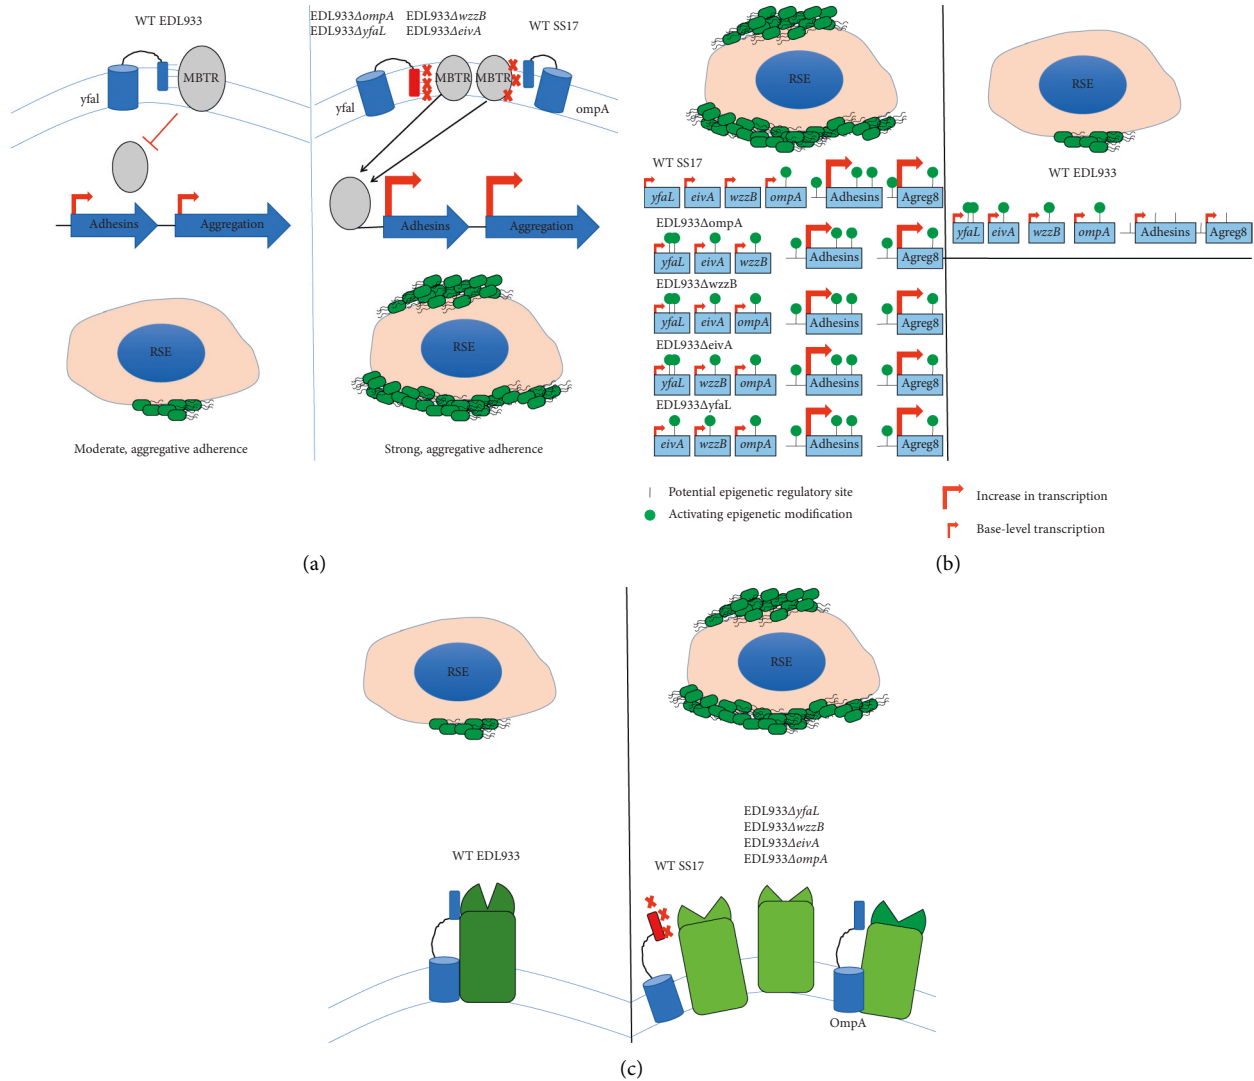 WT EDL933
MBTR
yfal
Adhesins
Aggregation
RSE
Moderate, aggregative adherence
EDL933ΔompA EDL933ΔwzzB
EDL933ΔyfaL EDL933ΔeivA
WT SS17
MBTR MBTR
yfal
ompA
Adhesins
Aggregation
RSE
Strong, aggregative adherence
(a)
RSE
WT SS17
yfaL eivA wzzB ompA Adhesins Agreg8
EDL933ΔompA
yfaL eivA wzzB Adhesins Agreg8
EDL933ΔwzzB
yfaL eivA ompA Adhesins Agreg8
EDL933ΔeivA
yfaL wzzB ompA Adhesins Agreg8
EDL933ΔyfaL
eivA wzzB ompA Adhesins Agreg8
RSE
WT EDL933
yfaL eivA wzzB ompA Adhesins Agreg8
Potential epigenetic regulatory site
Activating epigenetic modification
Increase in transcription
Base-level transcription
(b)
RSE
WT EDL933
RSE
EDL933ΔyfaL
EDL933ΔwzzB
EDL933ΔeivA
EDL933ΔompA
WT SS17
OmpA
(c)